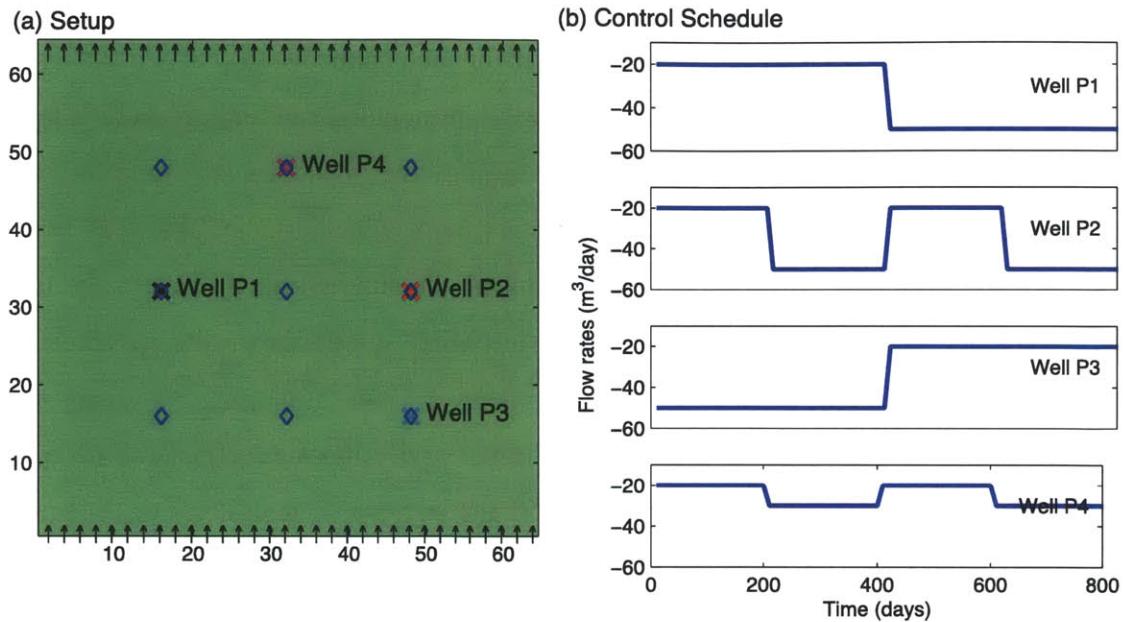 (a) Setup
60
50
40
30
20
10
10 20 30 40 50 60
Well P4
Well P1
Well P2
Well P3
(b) Control Schedule
Flow rates (m³/day)
−20
−40
−60
Well P1
−20
−40
−60
Well P2
−20
−40
−60
Well P3
−20
−40
−60
Well P4
0 200 400 600 800
Time (days)